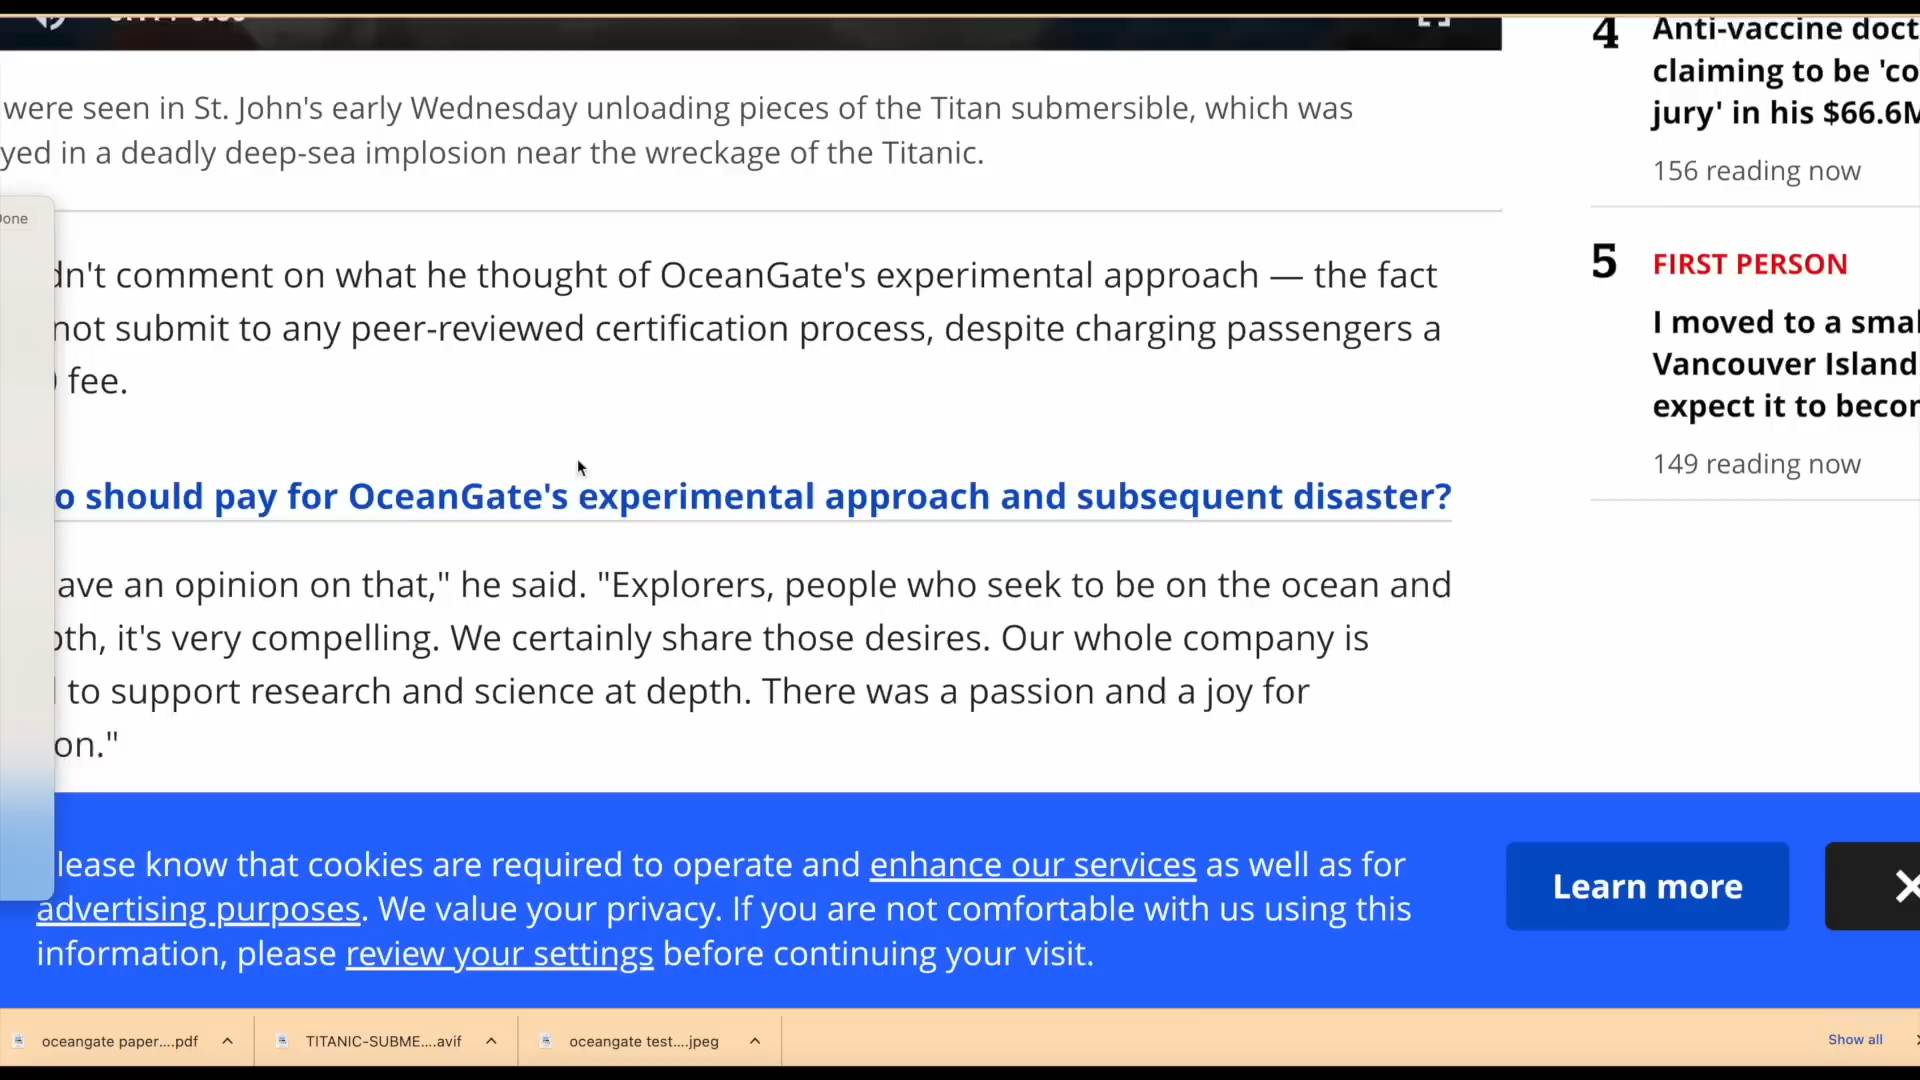 were seen in St. John's early Wednesday unloading pieces of the Titan submersible, which was
yed in a deadly deep-sea implosion near the wreckage of the Titanic.
one
dn't comment on what he thought of OceanGate's experimental approach — the fact
not submit to any peer-reviewed certification process, despite charging passengers a
fee.
o should pay for OceanGate's experimental approach and subsequent disaster?
ave an opinion on that," he said. "Explorers, people who seek to be on the ocean and
th, it's very compelling. We certainly share those desires. Our whole company is
to support research and science at depth. There was a passion and a joy for
on."
4
Anti-vaccine doct
claiming to be 'co
jury' in his $66.6M
156 reading now
5
FIRST PERSON
I moved to a smal
Vancouver Island
expect it to becor
149 reading now
lease know that cookies are required to operate and enhance our services as well as for
advertising purposes. We value your privacy. If you are not comfortable with us using this
information, please review your settings before continuing your visit.
Learn more
oceangate paper....pdf
TITANIC-SUBME....avif
oceangate test....jpeg
Show all